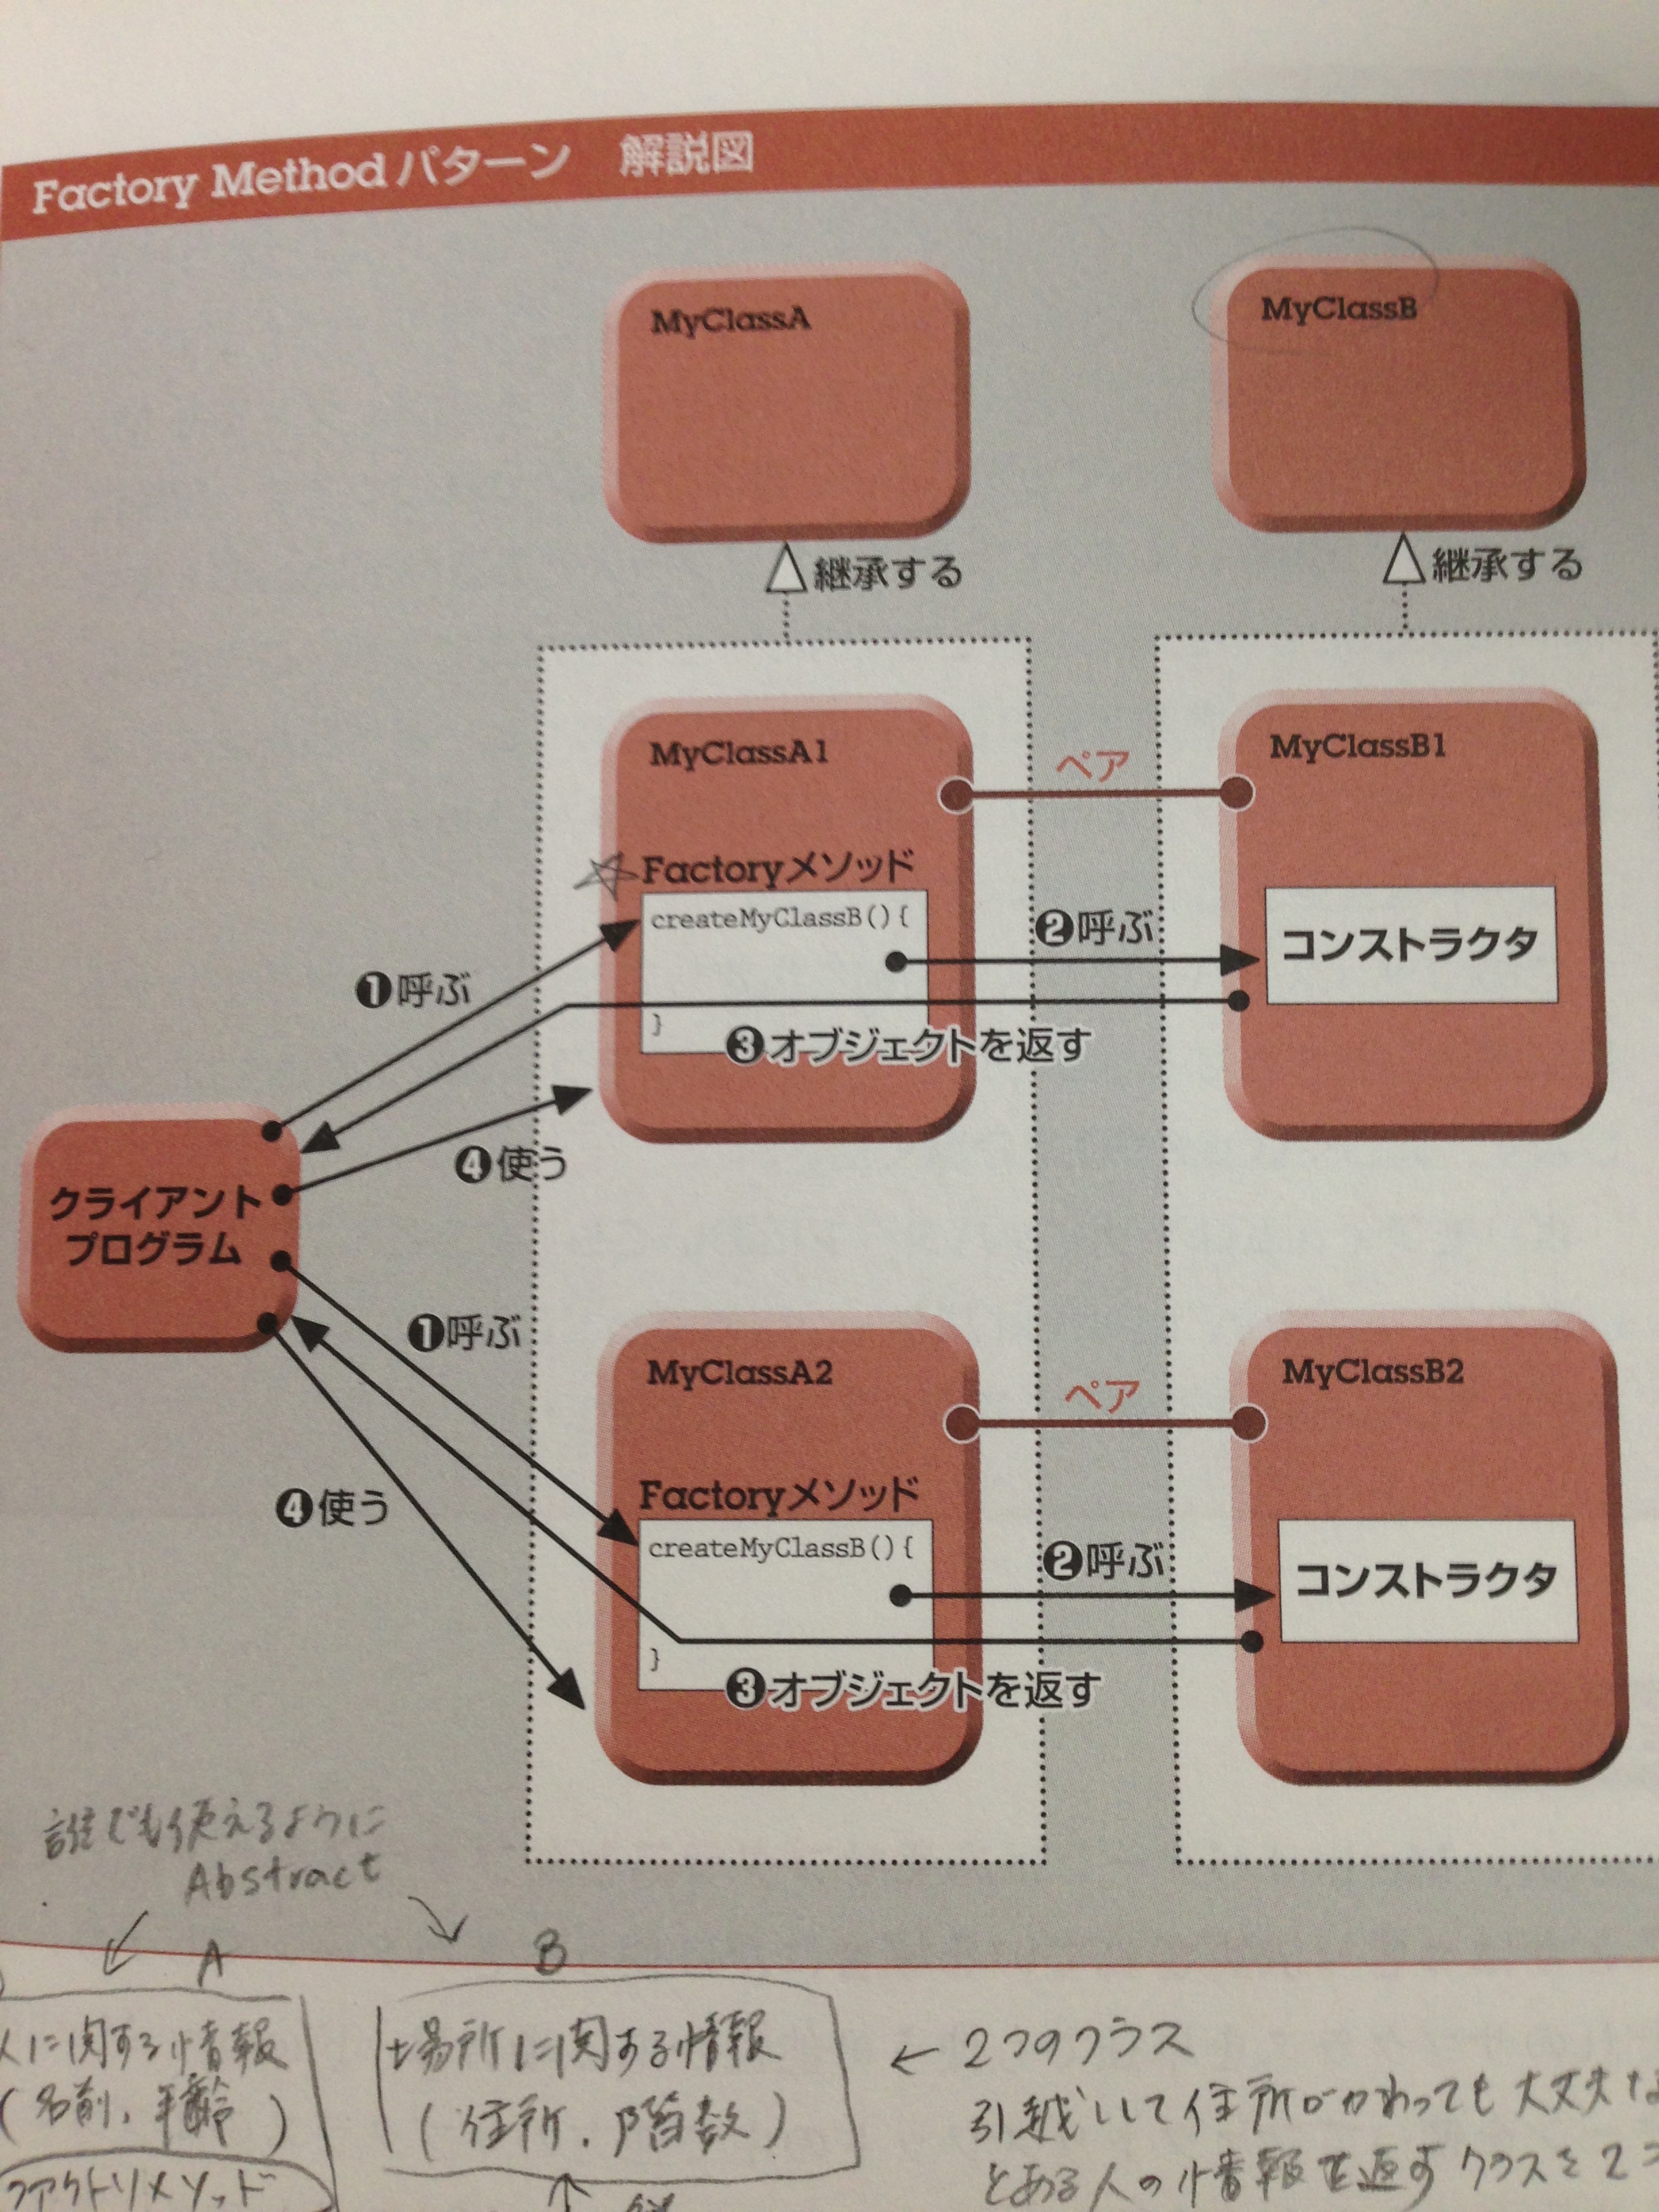 Factory Method パターン 解説図
MyClassA
MyClassB
継承する
継承する
MyClassA1
ペア
MyClassB1
Factoryメソッド
createMyClassB(){
❷呼ぶ
コンストラクタ
❶呼ぶ
}
❸オブジェクトを返す
❹使う
クライアント
プログラム
❶呼ぶ
MyClassA2
ペア
MyClassB2
❹使う
Factoryメソッド
createMyClassB(){
❷呼ぶ
コンストラクタ
}
❸オブジェクトを返す
誰でも使えるように
Abstract
A
B
人に関する情報
(名前、年齢)
ファクトリメソッド
場所に関する情報
(住所、階数)
← 2つのクラス
引越しして住所がかわっても大丈夫な
とある人の情報を返すクラスを2つ